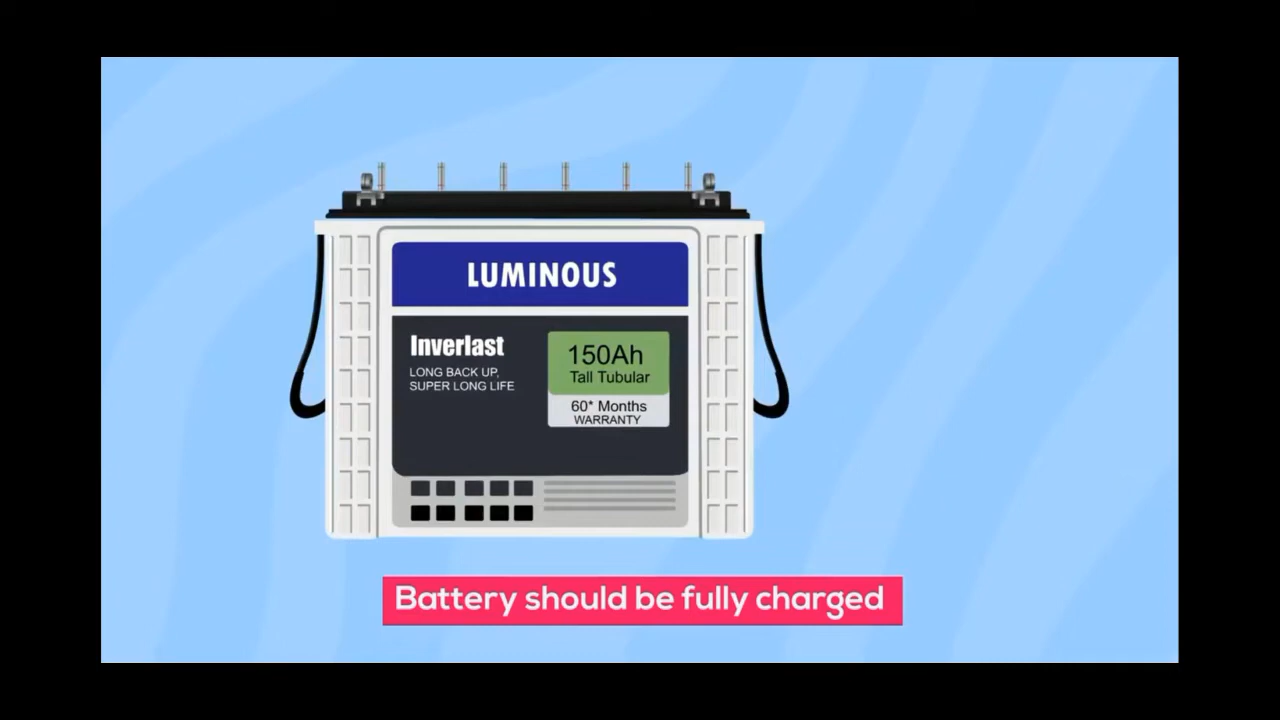 LUMINOUS
Inverlast
LONG BACK UP,
SUPER LONG LIFE
150Ah
Tall Tubular
60* Months
WARRANTY
Battery should be fully charged